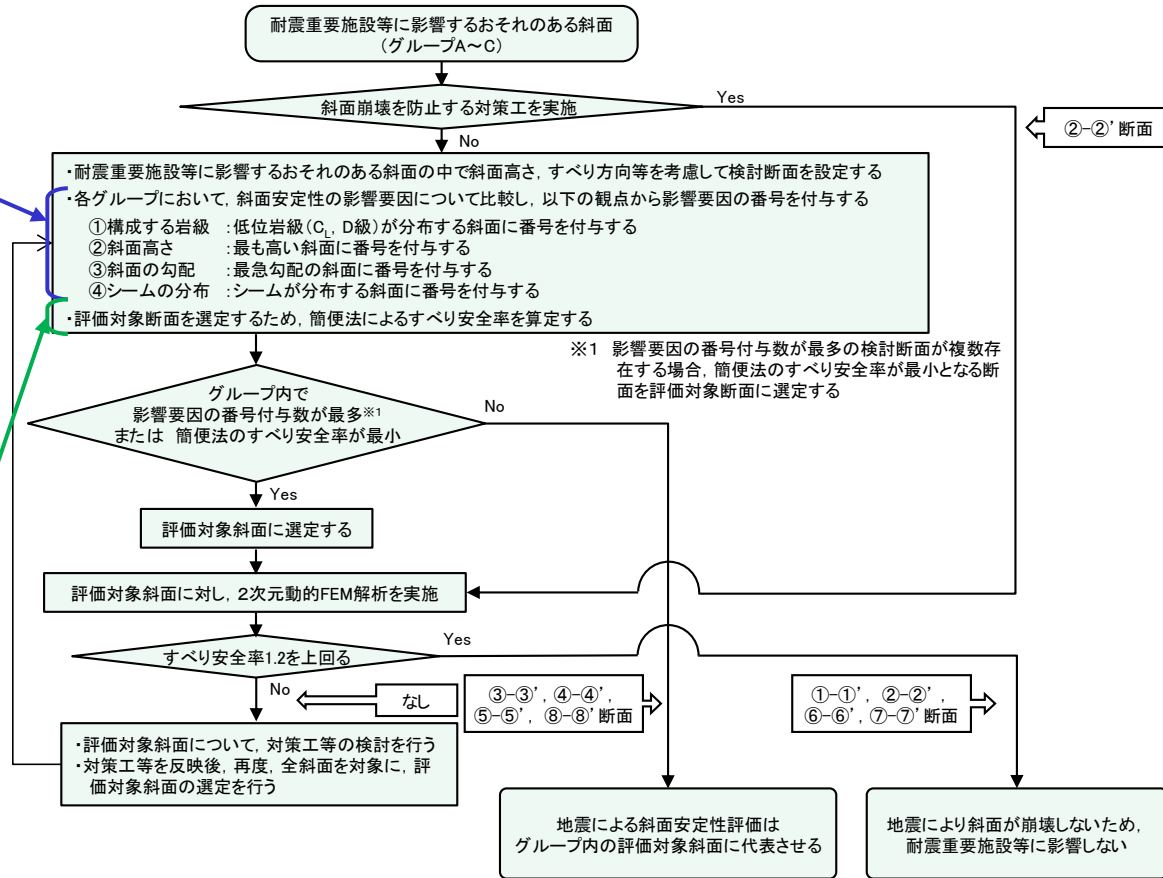 耐震重要施設等に影響するおそれのある斜面
(グループA～C)
斜面崩壊を防止する対策工を実施
Yes
②-②’断面
No
・耐震重要施設等に影響するおそれのある斜面の中で斜面高さ，すべり方向等を考慮して検討断面を設定する
・各グループにおいて，斜面安定性の影響要因について比較し，以下の観点から影響要因の番号を付与する
①構成する岩級　：低位岩級(CL，D級)が分布する斜面に番号を付与する
②斜面高さ　：最も高い斜面に番号を付与する
③斜面の勾配　：最急勾配の斜面に番号を付与する
④シームの分布　：シームが分布する斜面に番号を付与する
・評価対象断面を選定するため，簡便法によるすべり安全率を算定する
※1　影響要因の番号付与数が最多の検討断面が複数存
在する場合，簡便法のすべり安全率が最小となる断
面を評価対象断面に選定する
グループ内で
影響要因の番号付与数が最多※1
または 簡便法のすべり安全率が最小
No
Yes
評価対象斜面に選定する
評価対象斜面に対し，2次元動的FEM解析を実施
すべり安全率1.2を上回る
Yes
No
なし
③-③’，④-④’，
⑤-⑤’，⑧-⑧’断面
①-①’，②-②’，
⑥-⑥’，⑦-⑦’断面
・評価対象斜面について，対策工等の検討を行う
・対策工等を反映後，再度，全斜面を対象に，評
価対象斜面の選定を行う
地震による斜面安定性評価は
グループ内の評価対象斜面に代表させる
地震により斜面が崩壊しないため，
耐震重要施設等に影響しない